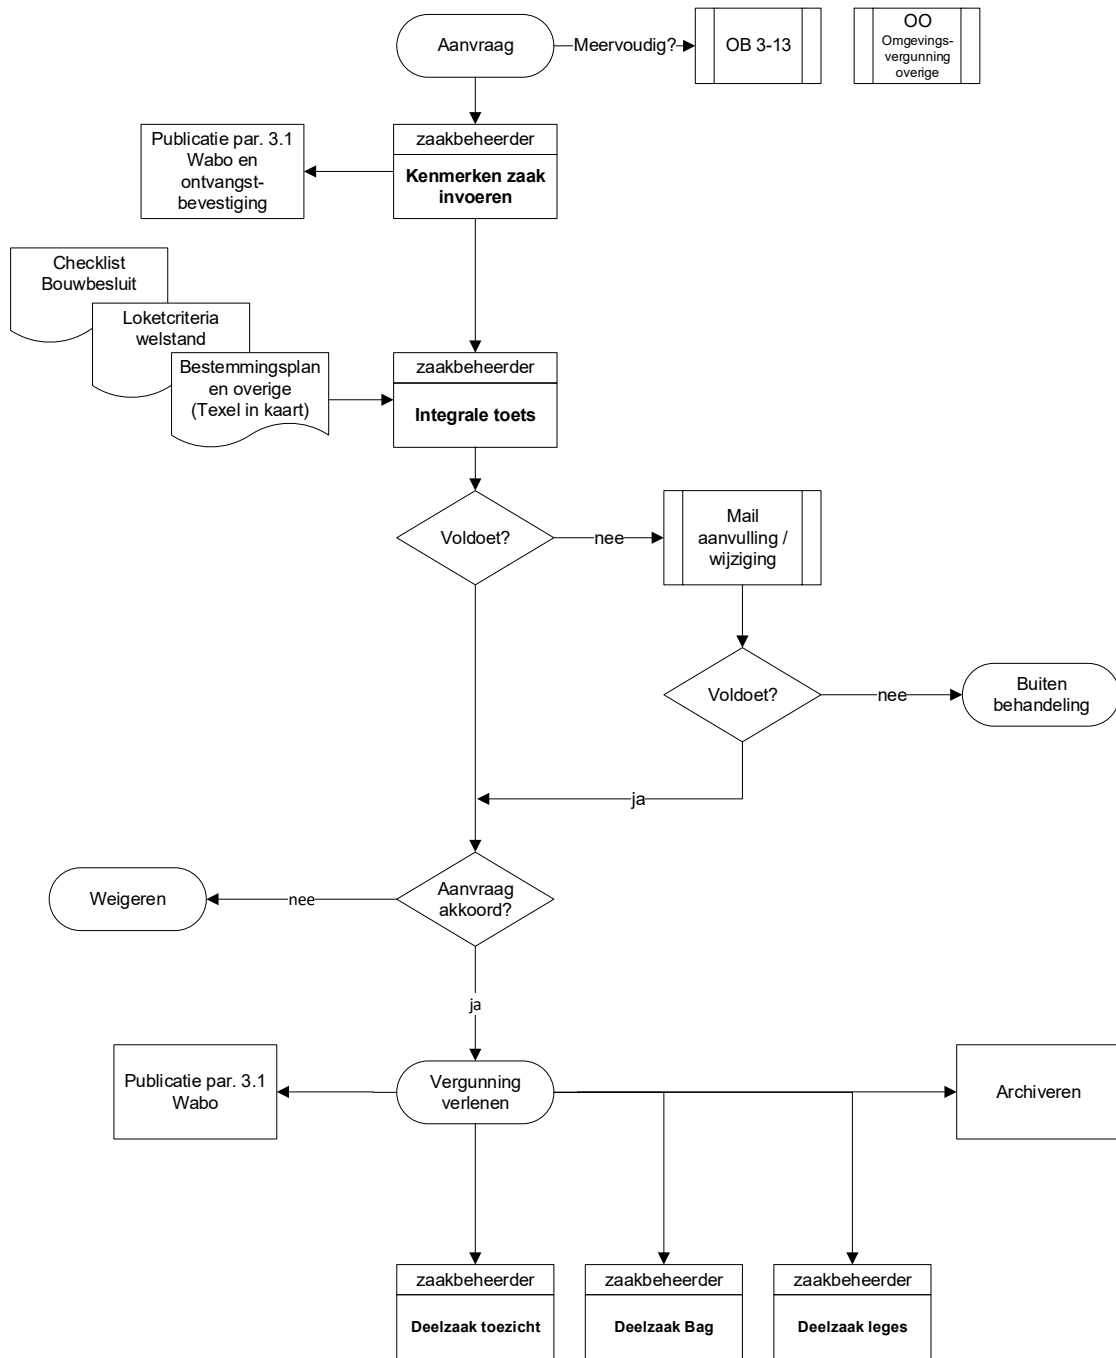 Aanvraag
Meervoudig?
OB 3-13
OO
Omgevings-
vergunning
overige
Publicatie par. 3.1
Wabo en
ontvangst-
bevestiging
zaakbeheerder
Kenmerken zaak
invoeren
Checklist
Bouwbesluit
Loketcriteria
welstand
Bestemmingsplan
en overige
(Texel in kaart)
zaakbeheerder
Integrale toets
Voldoet?
nee
Mail
aanvulling /
wijziging
Voldoet?
nee
Buiten
behandeling
ja
Weigeren
nee
Aanvraag
akkoord?
ja
Publicatie par. 3.1
Wabo
Vergunning
verlenen
Archiveren
zaakbeheerder
Deelzaak toezicht
zaakbeheerder
Deelzaak Bag
zaakbeheerder
Deelzaak leges